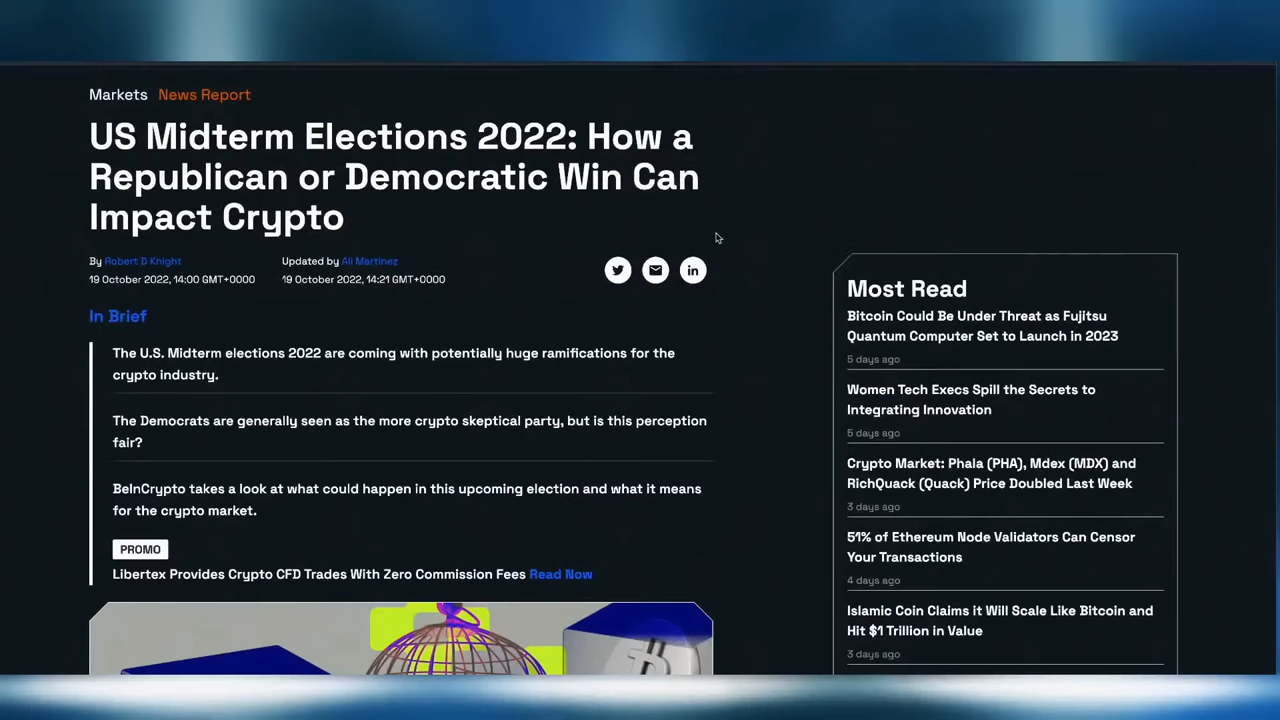 Markets News Report
US Midterm Elections 2022: How a
Republican or Democratic Win Can
Impact Crypto
By Robert D Knight
19 October 2022, 14:00 GMT+0000
Updated by Ali Martinez
19 October 2022, 14:21 GMT+0000
In Brief
The U.S. Midterm elections 2022 are coming with potentially huge ramifications for the
crypto industry.
The Democrats are generally seen as the more crypto skeptical party, but is this perception
fair?
BeInCrypto takes a look at what could happen in this upcoming election and what it means
for the crypto market.
PROMO
Libertex Provides Crypto CFD Trades With Zero Commission Fees Read Now
Most Read
Bitcoin Could Be Under Threat as Fujitsu
Quantum Computer Set to Launch in 2023
5 days ago
Women Tech Execs Spill the Secrets to
Integrating Innovation
5 days ago
Crypto Market: Phala (PHA), Mdex (MDX) and
RichQuack (Quack) Price Doubled Last Week
3 days ago
51% of Ethereum Node Validators Can Censor
Your Transactions
4 days ago
Islamic Coin Claims it Will Scale Like Bitcoin and
Hit $1 Trillion in Value
3 days ago